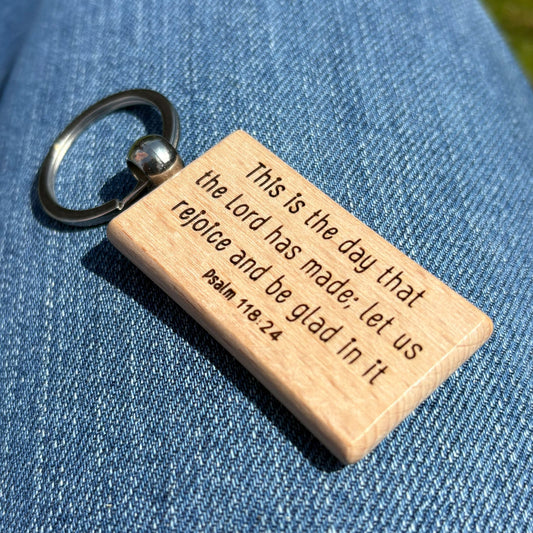 This is the day that
the Lord has made; let us
rejoice and be glad in it
Psalm 118:24